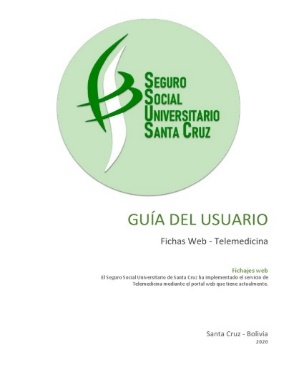 SEGURO
SOCIAL
UNIVERSITARIO
SANTA CRUZ
GUÍA DEL USUARIO
Fichas Web - Telemedicina
Fichajes web
El Seguro Social Universitario de Santa Cruz ha implementado el servicio de
Telemedicina mediante el portal web que tiene actualmente.
Santa Cruz - Bolivia
2020